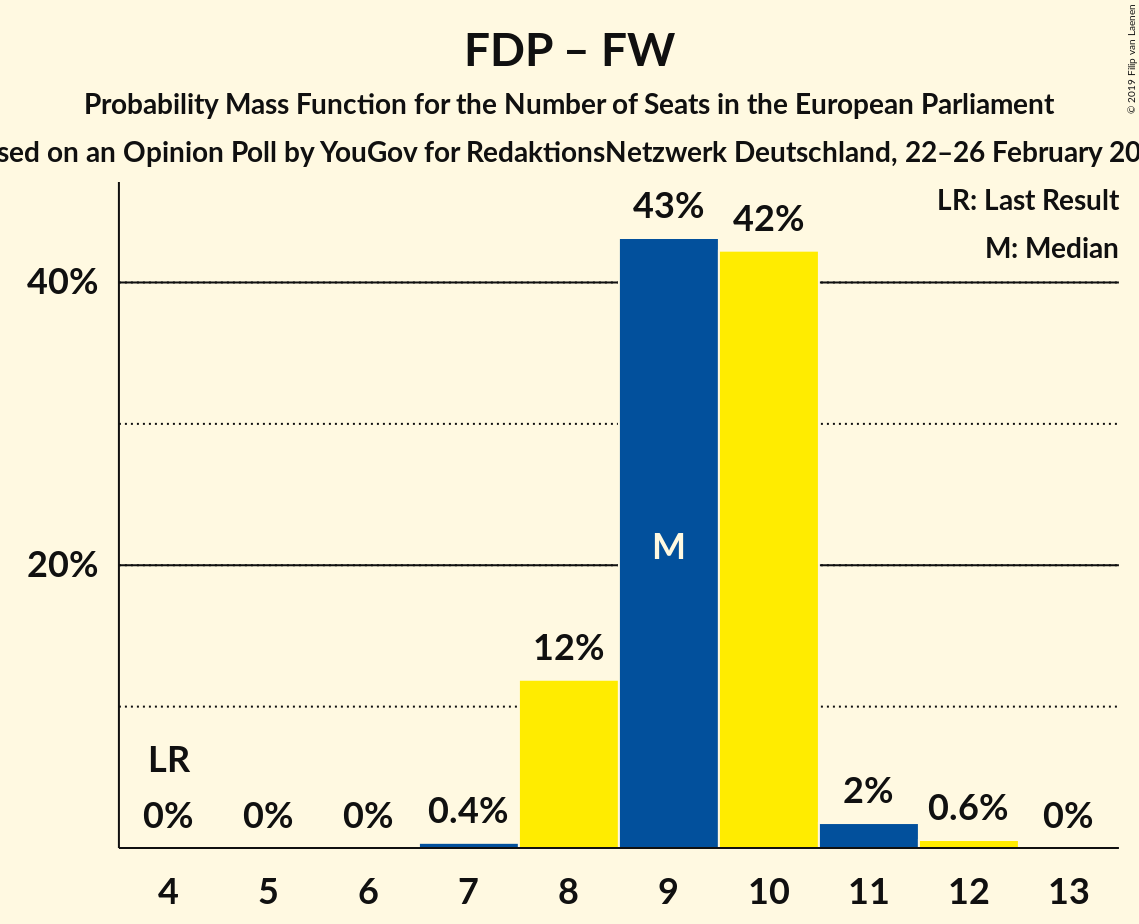 FDP – FW
Probability Mass Function for the Number of Seats in the European Parliament
sed on an Opinion Poll by YouGov for RedaktionsNetzwerk Deutschland, 22–26 February 20
© 2019 Filip van Laenen
LR: Last Result
M: Median
43%
42%
40%
M
20%
12%
LR
0%
0%
0%
0.4%
2%
0.6%
0%
4 5 6 7 8 9 10 11 12 13